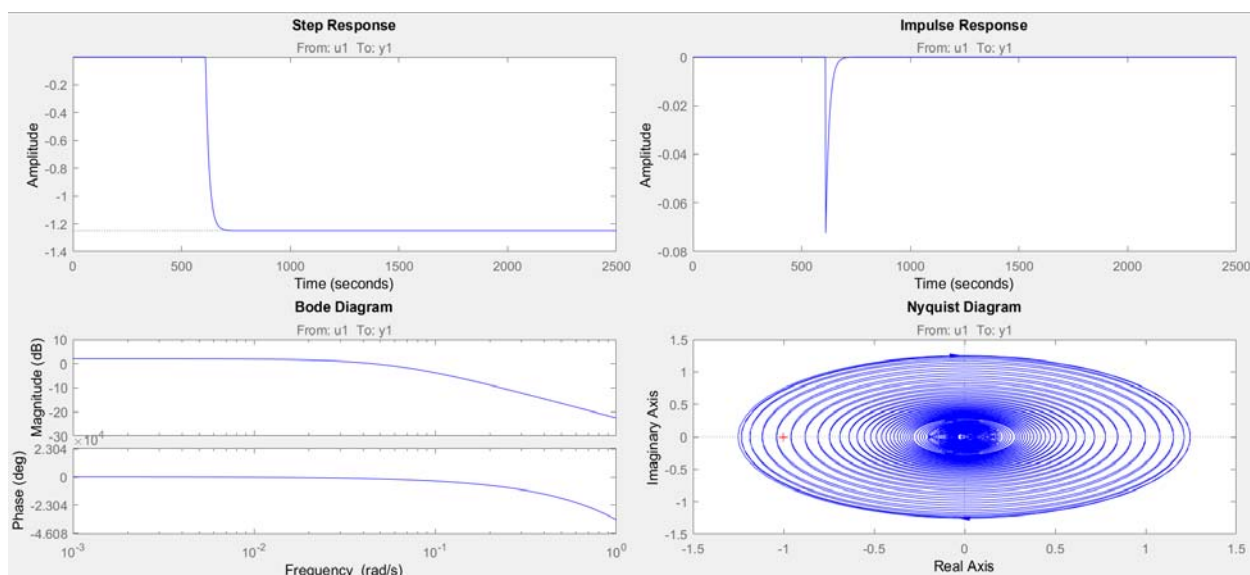 Step Response
From: u1 To: y1
Amplitude
-0.2
-0.4
-0.6
-0.8
-1
-1.2
-1.4
0 500 1000 1500 2000 2500
Time (seconds)
Impulse Response
From: u1 To: y1
Amplitude
0
-0.02
-0.04
-0.06
-0.08
0 500 1000 1500 2000 2500
Time (seconds)
Bode Diagram
From: u1 To: y1
Magnitude (dB)
10
0
-10
-20
-30
×10⁴
Phase (deg)
2.304
0
-2.304
-4.608
10⁻³ 10⁻² 10⁻¹ 10⁰
Frequency (rad/s)
Nyquist Diagram
From: u1 To: y1
Imaginary Axis
1.5
1
0.5
0
-0.5
-1
-1.5
-1.5 -1 -0.5 0 0.5 1 1.5
Real Axis